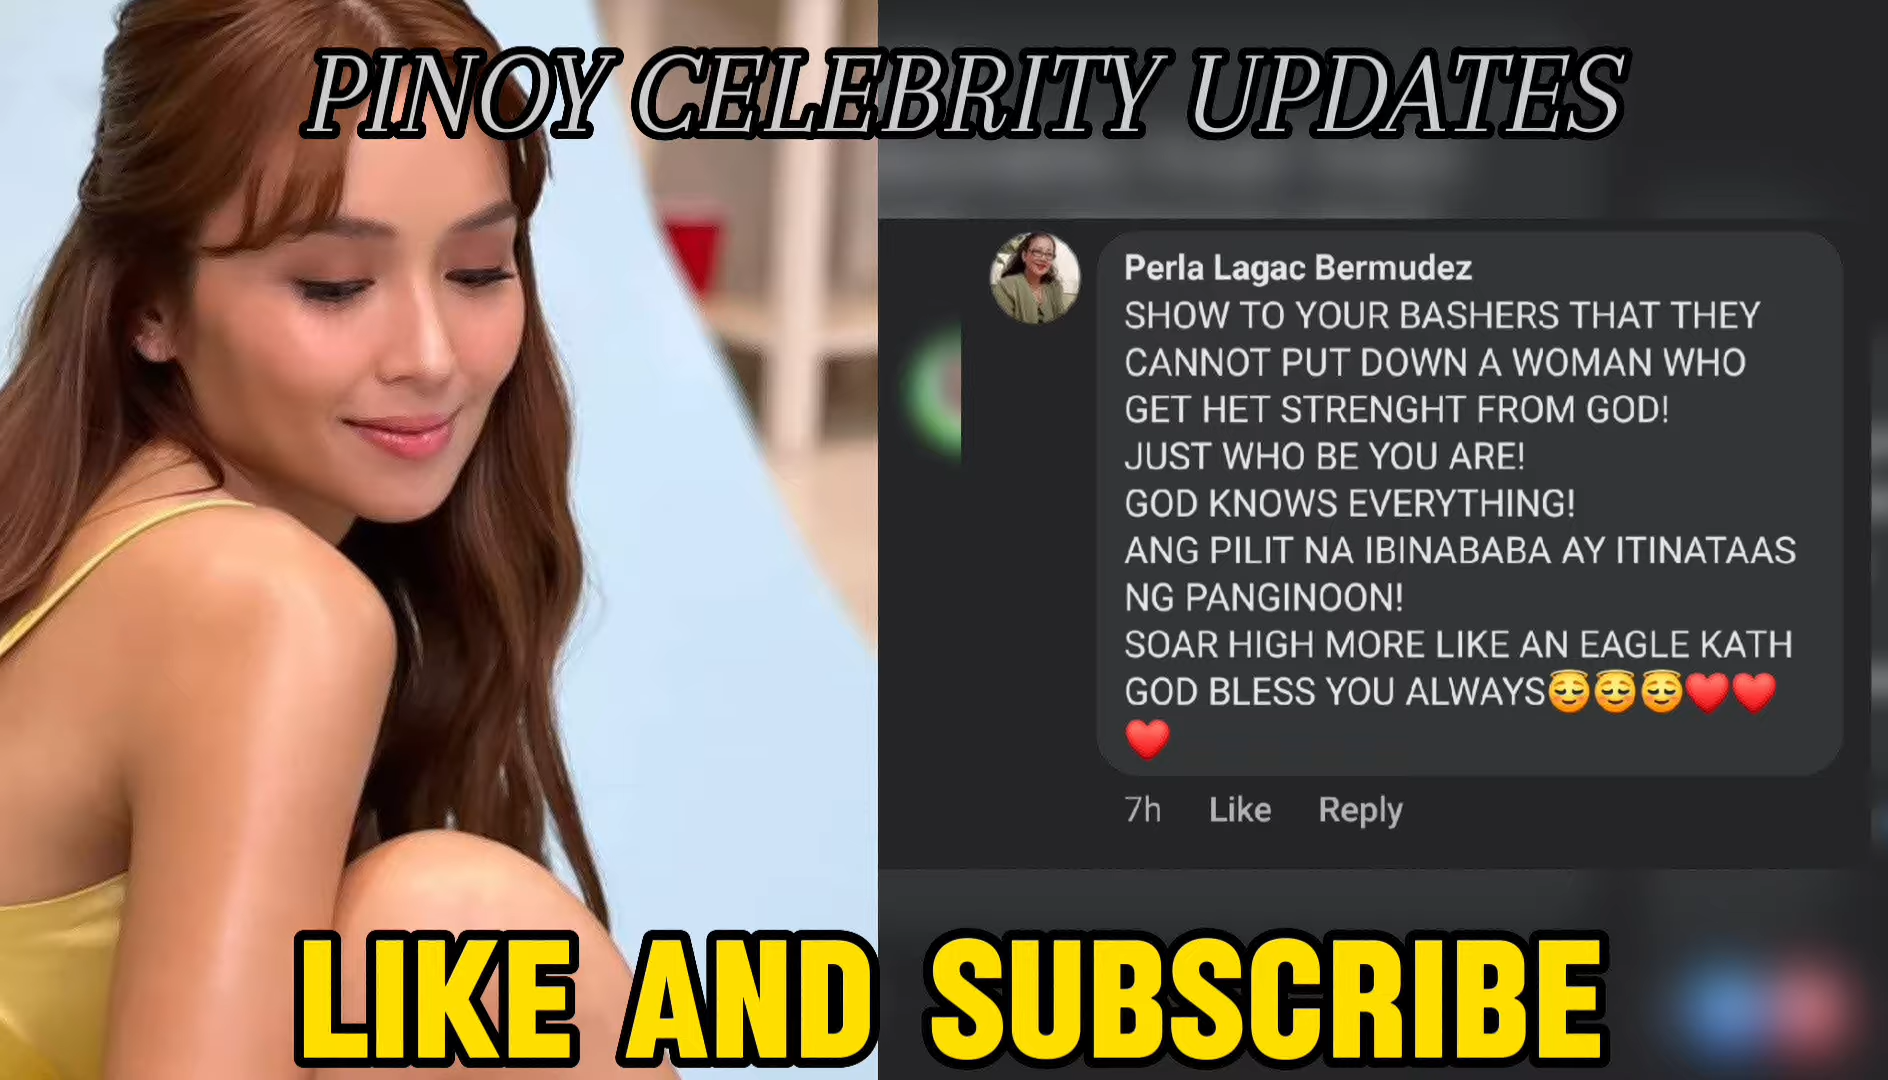 PINOY CELEBRITY UPDATES
Perla Lagac Bermudez
SHOW TO YOUR BASHERS THAT THEY
CANNOT PUT DOWN A WOMAN WHO
GET HET STRENGHT FROM GOD!
JUST WHO BE YOU ARE!
GOD KNOWS EVERYTHING!
ANG PILIT NA IBINABABA AY ITINATAAS
NG PANGINOON!
SOAR HIGH MORE LIKE AN EAGLE KATH
GOD BLESS YOU ALWAYS😇😇😇❤️❤️
❤️
7h Like Reply
LIKE AND SUBSCRIBE